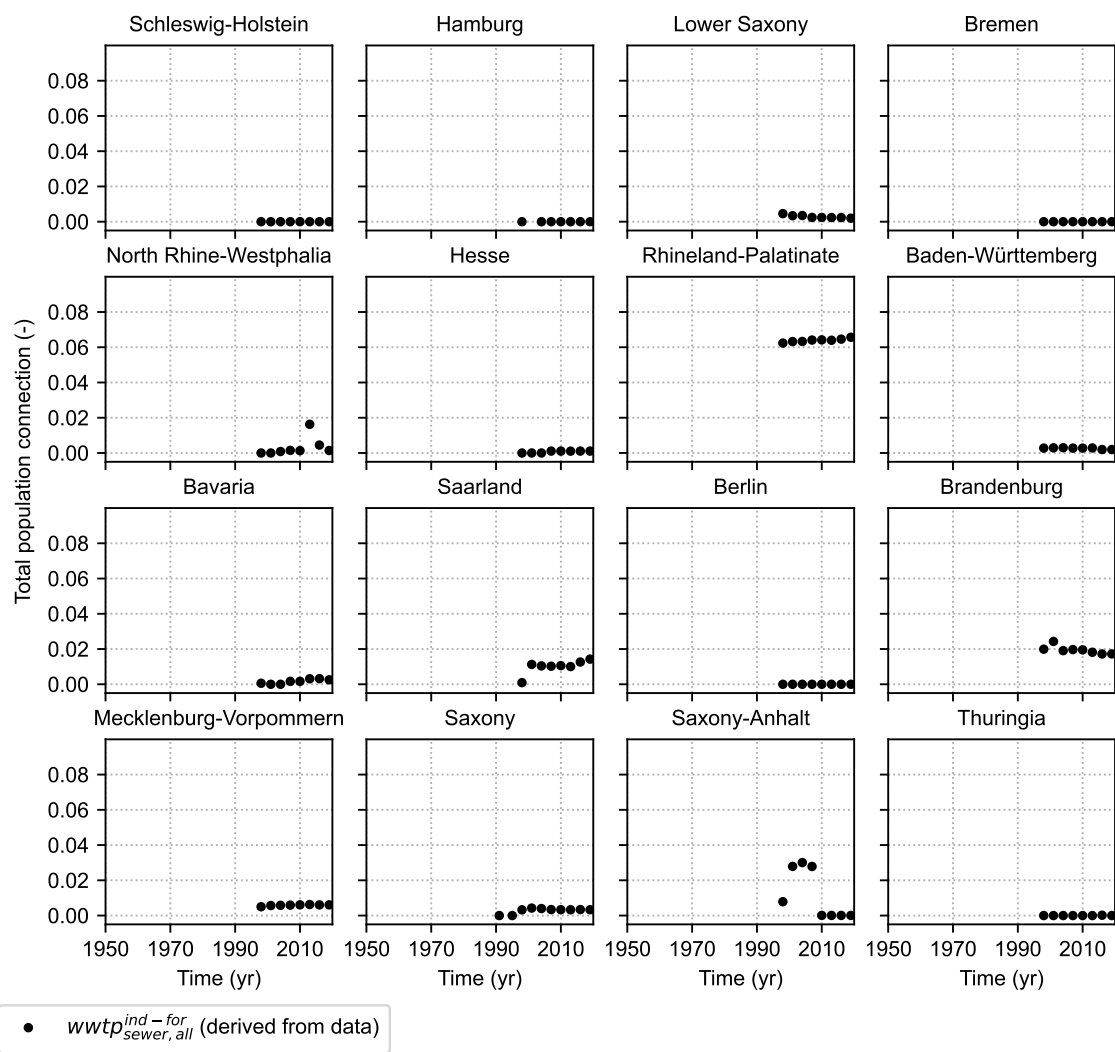 Schleswig-Holstein Hamburg Lower Saxony Bremen
0.08
0.06
0.04
0.02
0.00
North Rhine-Westphalia Hesse Rhineland-Palatinate Baden-Württemberg
0.08
0.06
0.04
0.02
0.00
Total population connection (-)
Bavaria Saarland Berlin Brandenburg
0.08
0.06
0.04
0.02
0.00
Mecklenburg-Vorpommern Saxony Saxony-Anhalt Thuringia
0.08
0.06
0.04
0.02
0.00
1950 1970 1990 2010 1950 1970 1990 2010 1950 1970 1990 2010 1950 1970 1990 2010
Time (yr) Time (yr) Time (yr) Time (yr)
wwtp^{ind-for}_{sewer, all} (derived from data)